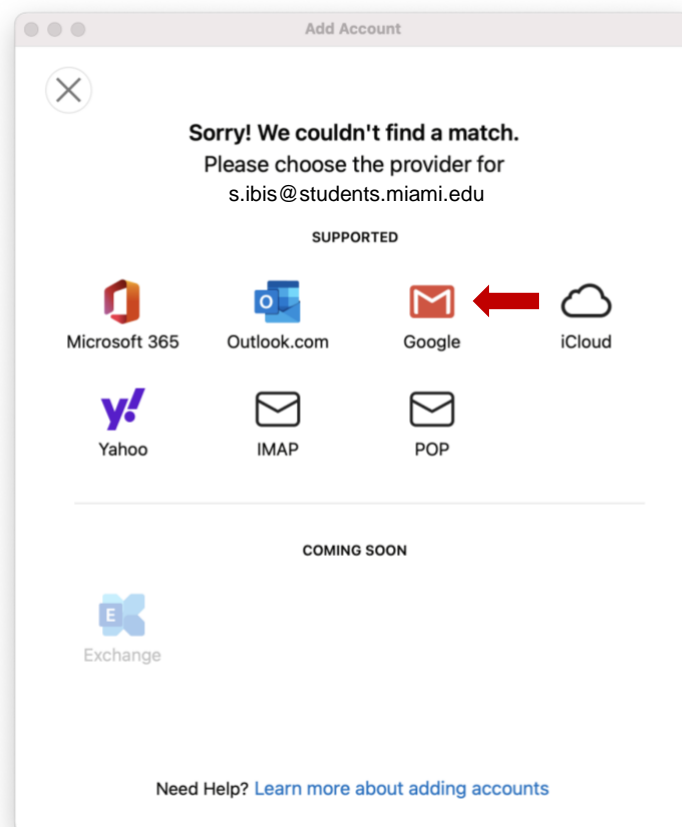 Add Account
Sorry! We couldn't find a match.
Please choose the provider for
s.ibis@students.miami.edu
SUPPORTED
Microsoft 365
Outlook.com
Google
iCloud
Yahoo
IMAP
POP
COMING SOON
Exchange
Need Help? Learn more about adding accounts